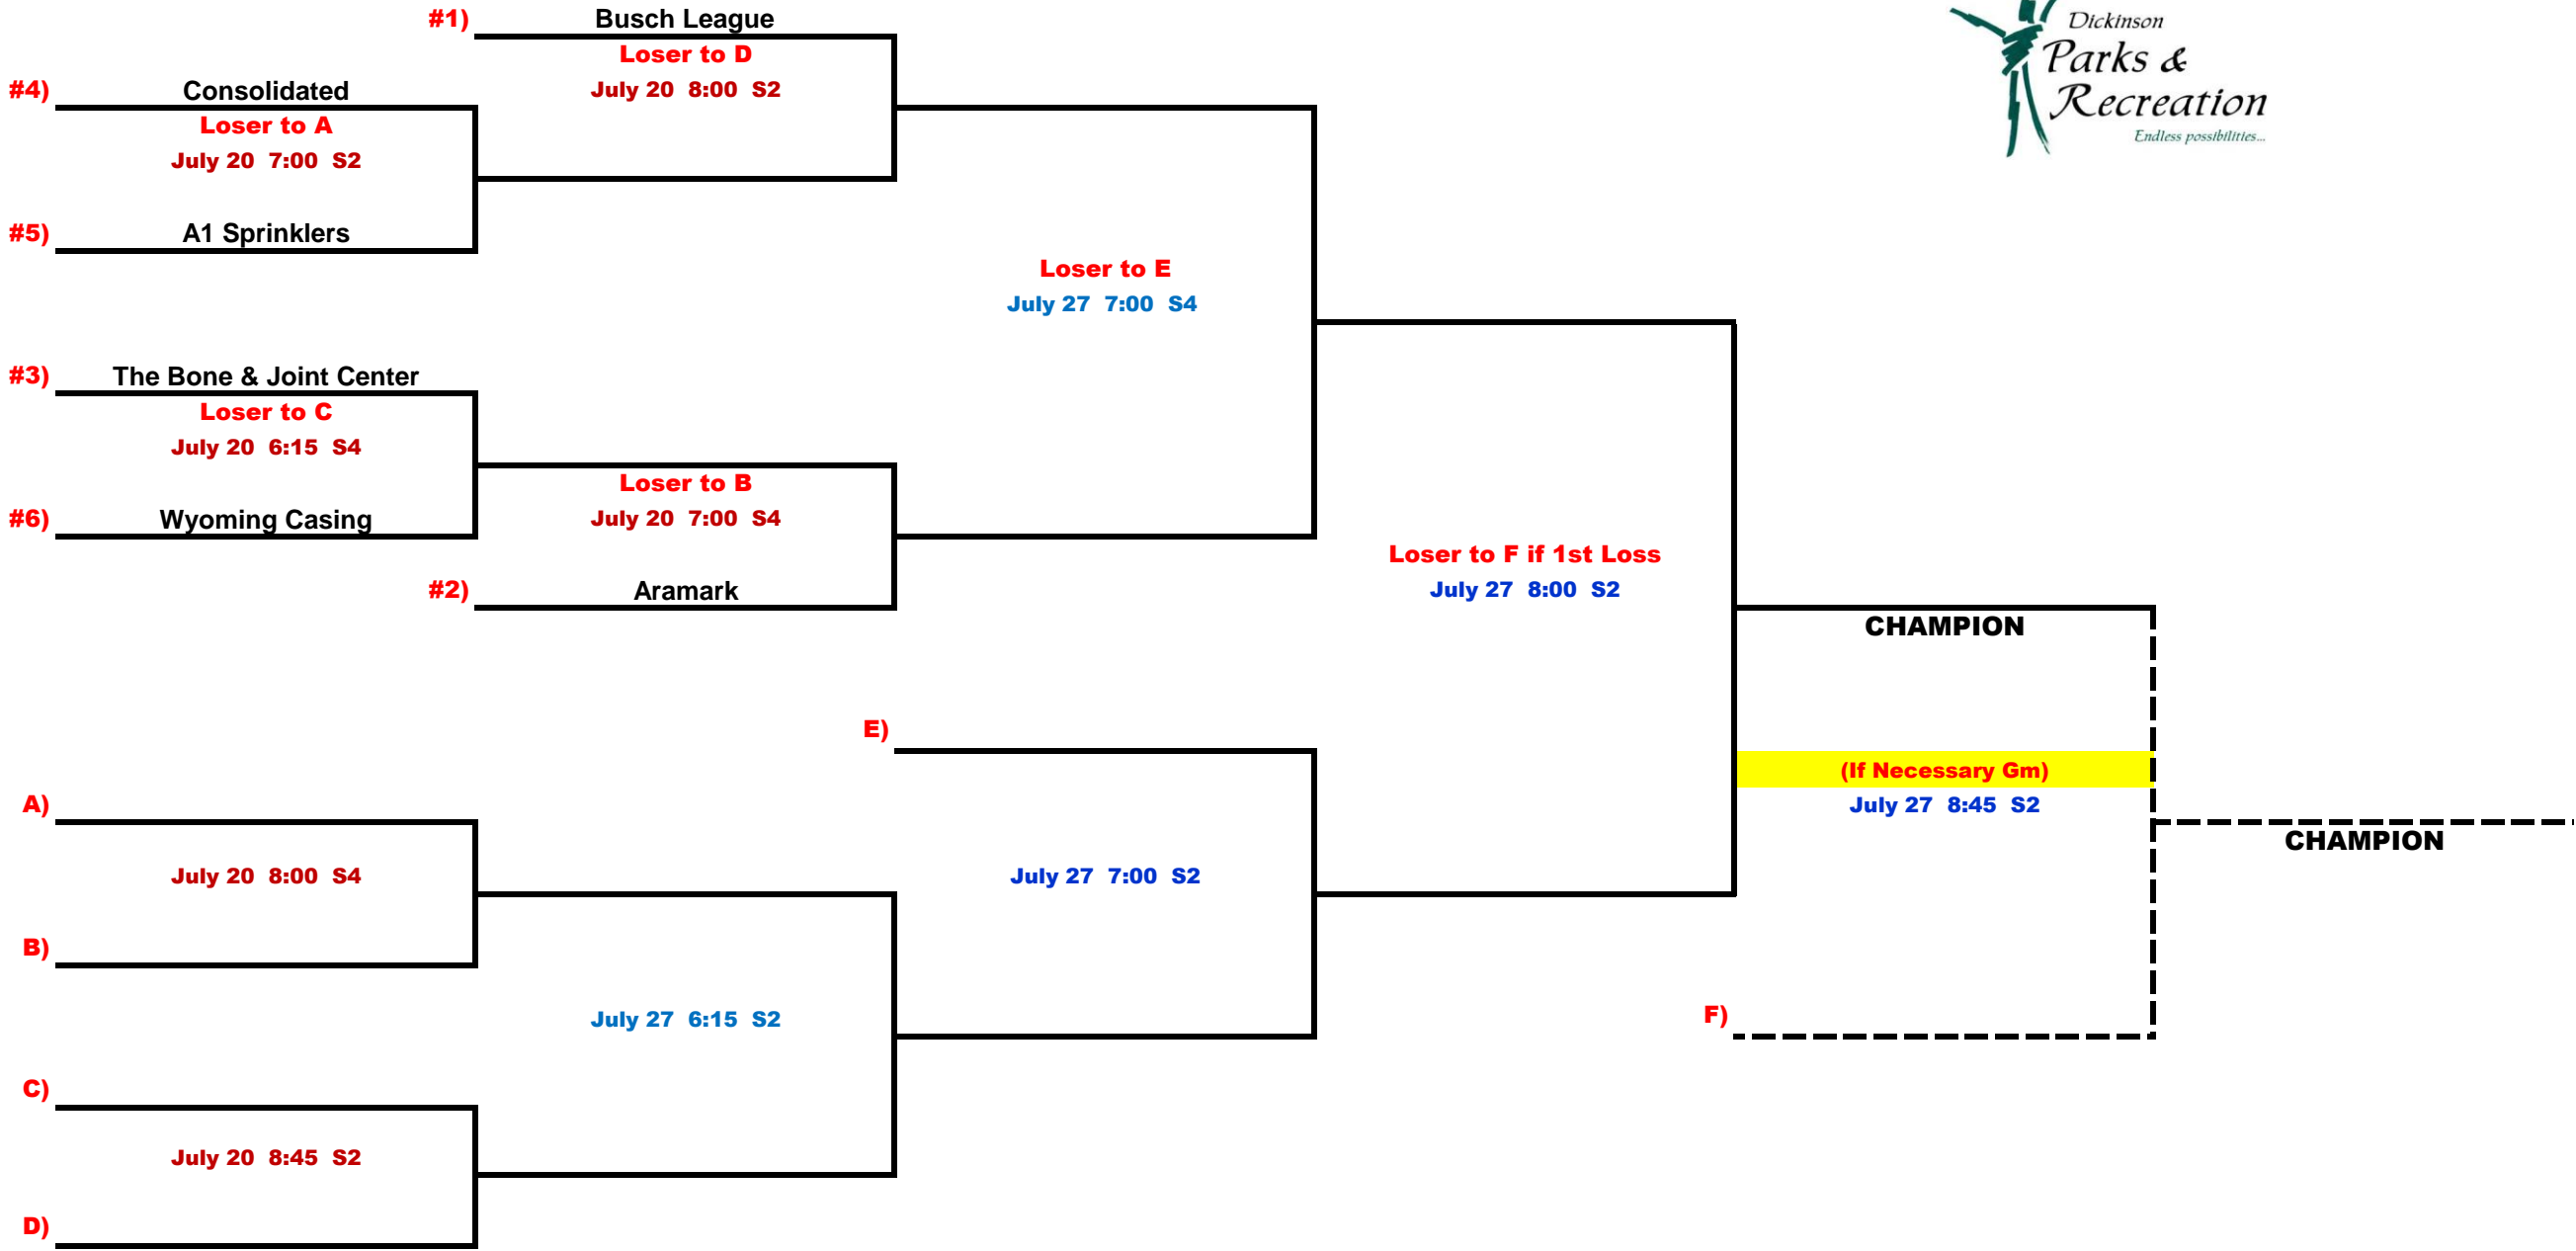 #1) Busch League
Loser to D
July 20 8:00 S2
#4) Consolidated
Loser to A
July 20 7:00 S2
#5) A1 Sprinklers
Dickinson
Parks &
Recreation
Endless possibilities...
Loser to E
July 27 7:00 S4
#3) The Bone & Joint Center
Loser to C
July 20 6:15 S4
#6) Wyoming Casing
Loser to B
July 20 7:00 S4
#2) Aramark
Loser to F if 1st Loss
July 27 8:00 S2
CHAMPION
E)
(If Necessary Gm)
July 27 8:45 S2
CHAMPION
A)
July 20 8:00 S4
B)
July 27 7:00 S2
July 27 6:15 S2
F)
C)
July 20 8:45 S2
D)